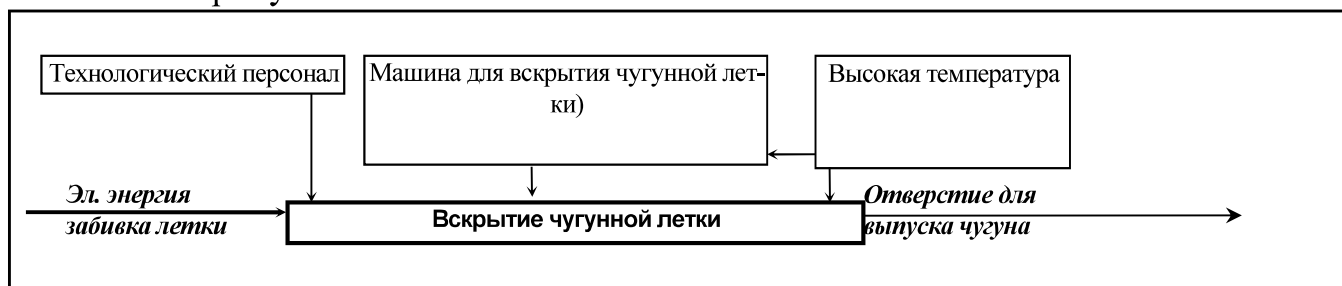 Технологический персонал
Машина для вскрытия чугунной лет-
ки)
Высокая температура
Эл. энергия
забивка летки
Вскрытие чугунной летки
Отверстие для
выпуска чугуна